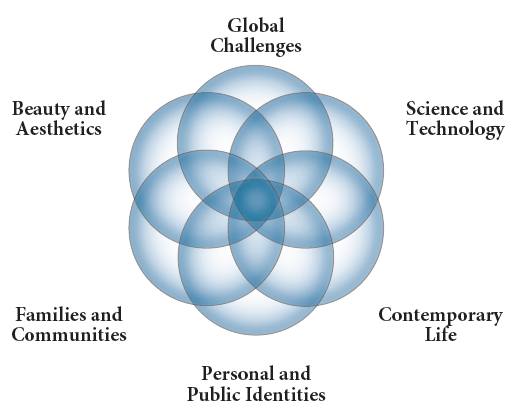 Global
Challenges
Beauty and
Aesthetics
Science and
Technology
Families and
Communities
Contemporary
Life
Personal and
Public Identities